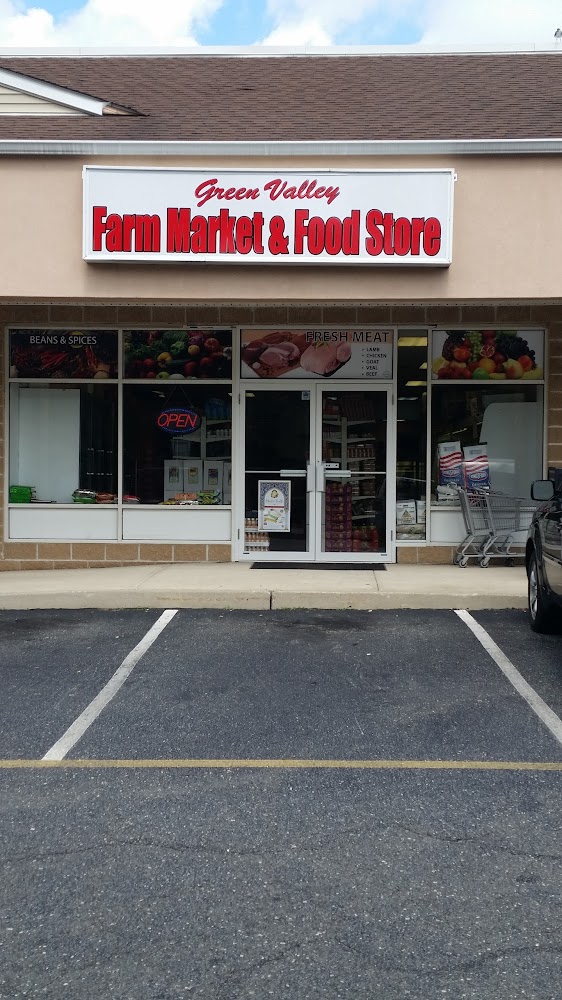 Green Valley
Farm Market & Food Store
BEANS & SPICES
FRESH MEAT
• LAMB
• CHICKEN
• GOAT
• VEAL
• BEEF
OPEN